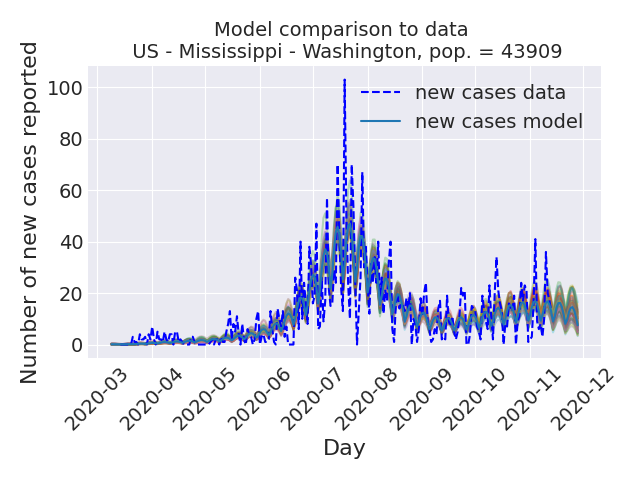 Model comparison to data
US - Mississippi - Washington, pop. = 43909
Number of new cases reported
100
80
60
40
20
0
new cases data
new cases model
2020-03
2020-04
2020-05
2020-06
2020-07
2020-08
2020-09
2020-10
2020-11
2020-12
Day